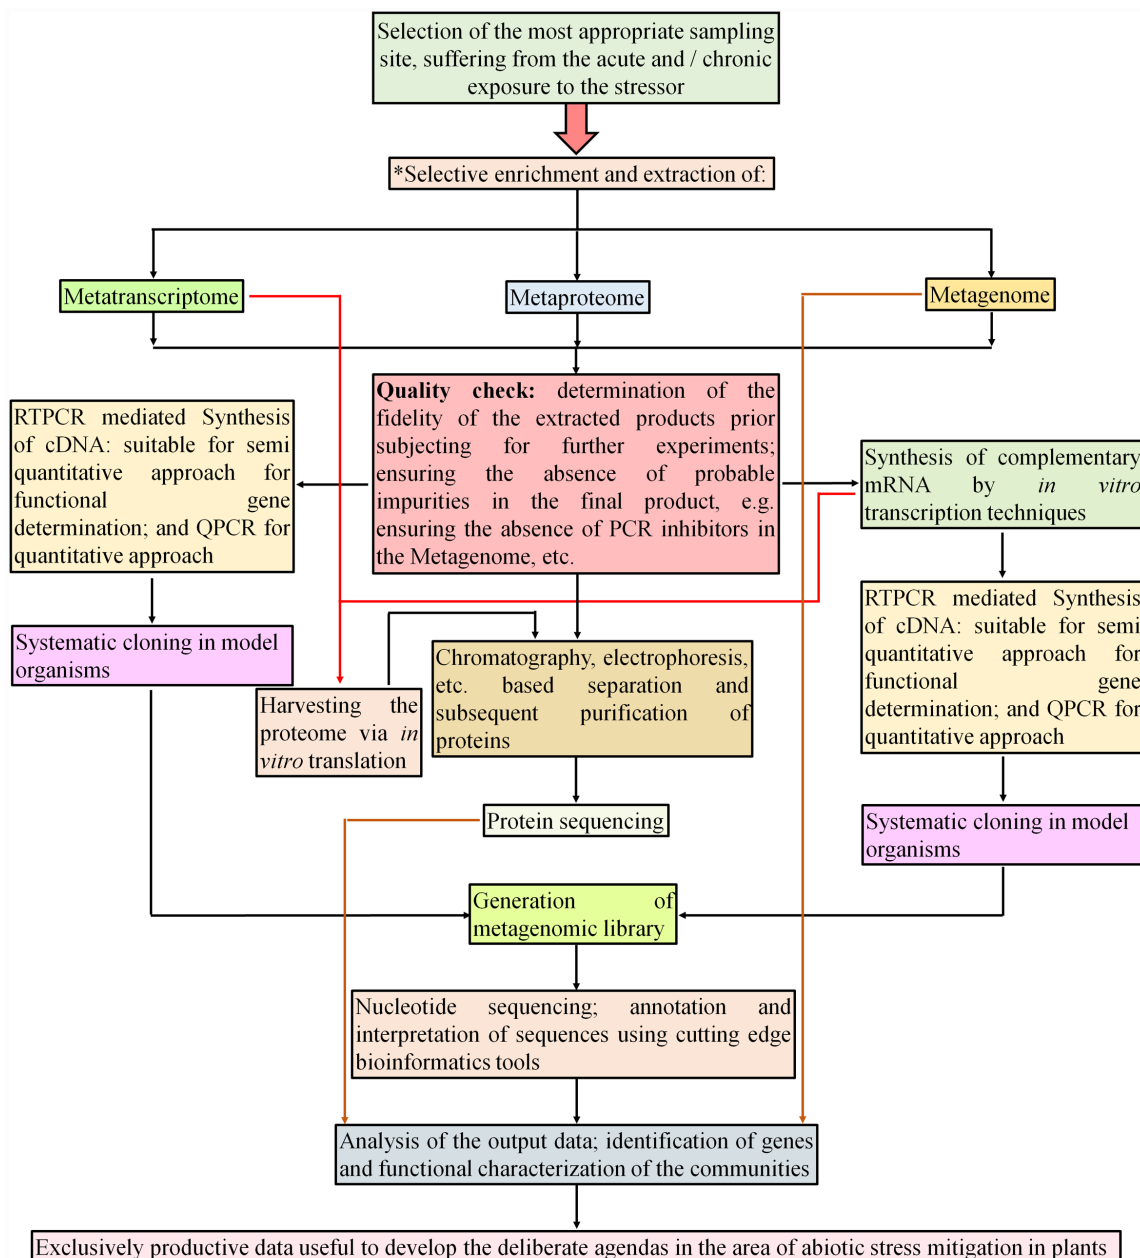 Selection of the most appropriate sampling
site, suffering from the acute and / chronic
exposure to the stressor
*Selective enrichment and extraction of:
Metatranscriptome
Metaproteome
Metagenome
Quality check: determination of the
fidelity of the extracted products prior
subjecting for further experiments;
ensuring the absence of probable
impurities in the final product, e.g.
ensuring the absence of PCR inhibitors in
the Metagenome, etc.
RTPCR mediated Synthesis
of cDNA: suitable for semi
quantitative approach for
functional gene
determination; and QPCR for
quantitative approach
Synthesis of complementary
mRNA by in vitro
transcription techniques
Systematic cloning in model
organisms
Harvesting the
proteome via in
vitro translation
Chromatography, electrophoresis,
etc. based separation and
subsequent purification of
proteins
RTPCR mediated Synthesis
of cDNA: suitable for semi
quantitative approach for
functional gene
determination; and QPCR for
quantitative approach
Protein sequencing
Systematic cloning in model
organisms
Generation of
metagenomic library
Nucleotide sequencing; annotation and
interpretation of sequences using cutting edge
bioinformatics tools
Analysis of the output data; identification of genes
and functional characterization of the communities
Exclusively productive data useful to develop the deliberate agendas in the area of abiotic stress mitigation in plants